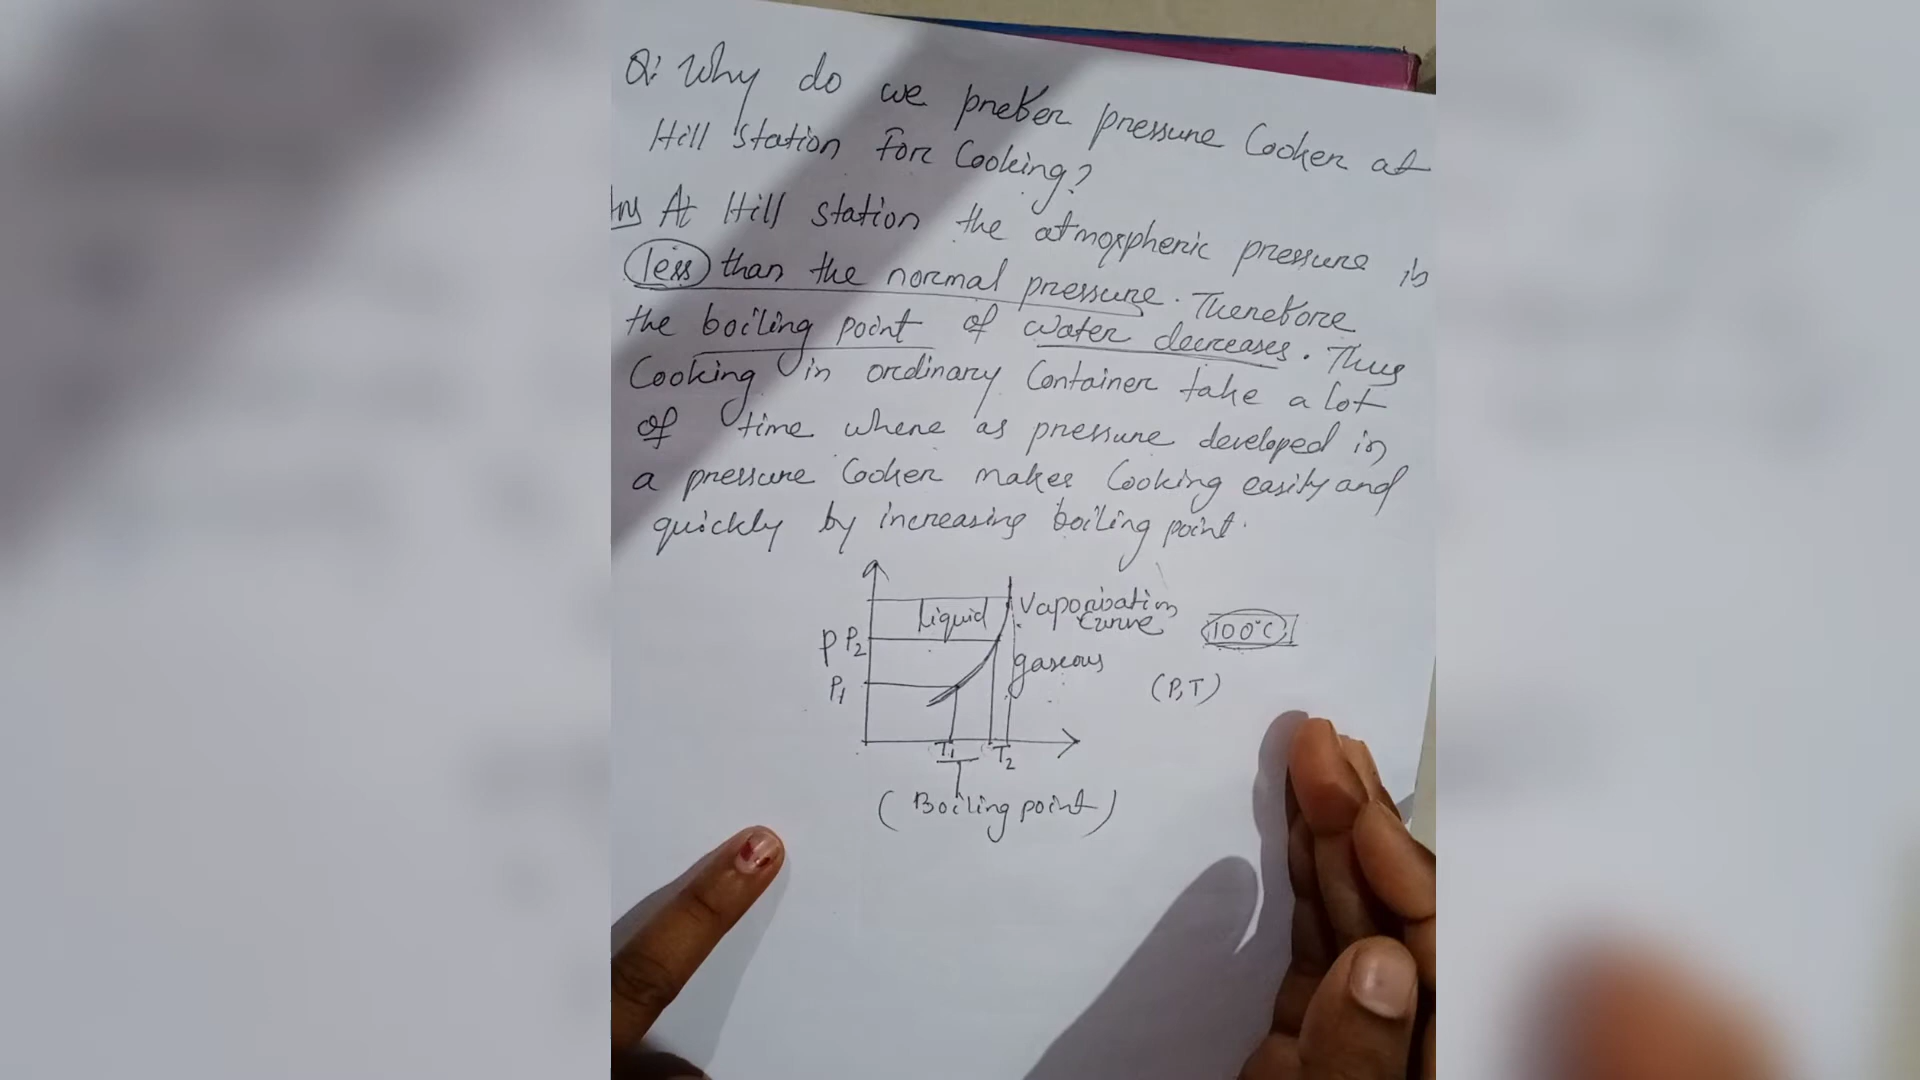 Q: Why do we prefer pressure Cooker at
Hill station For Cooking?
Ans At Hill station the atmospheric pressure is
less than the normal pressure. Therefore
the boiling point of water decreases. Thus
Cooking in ordinary Container take a lot
of time where as pressure developed in
a pressure Cooker makes Cooking easily and
quickly by increasing boiling point.
Liquid
Vaporisation
Curve
100°C
P P2
gaseous
P1
(P,T)
T1
T2
T
(Boiling point)